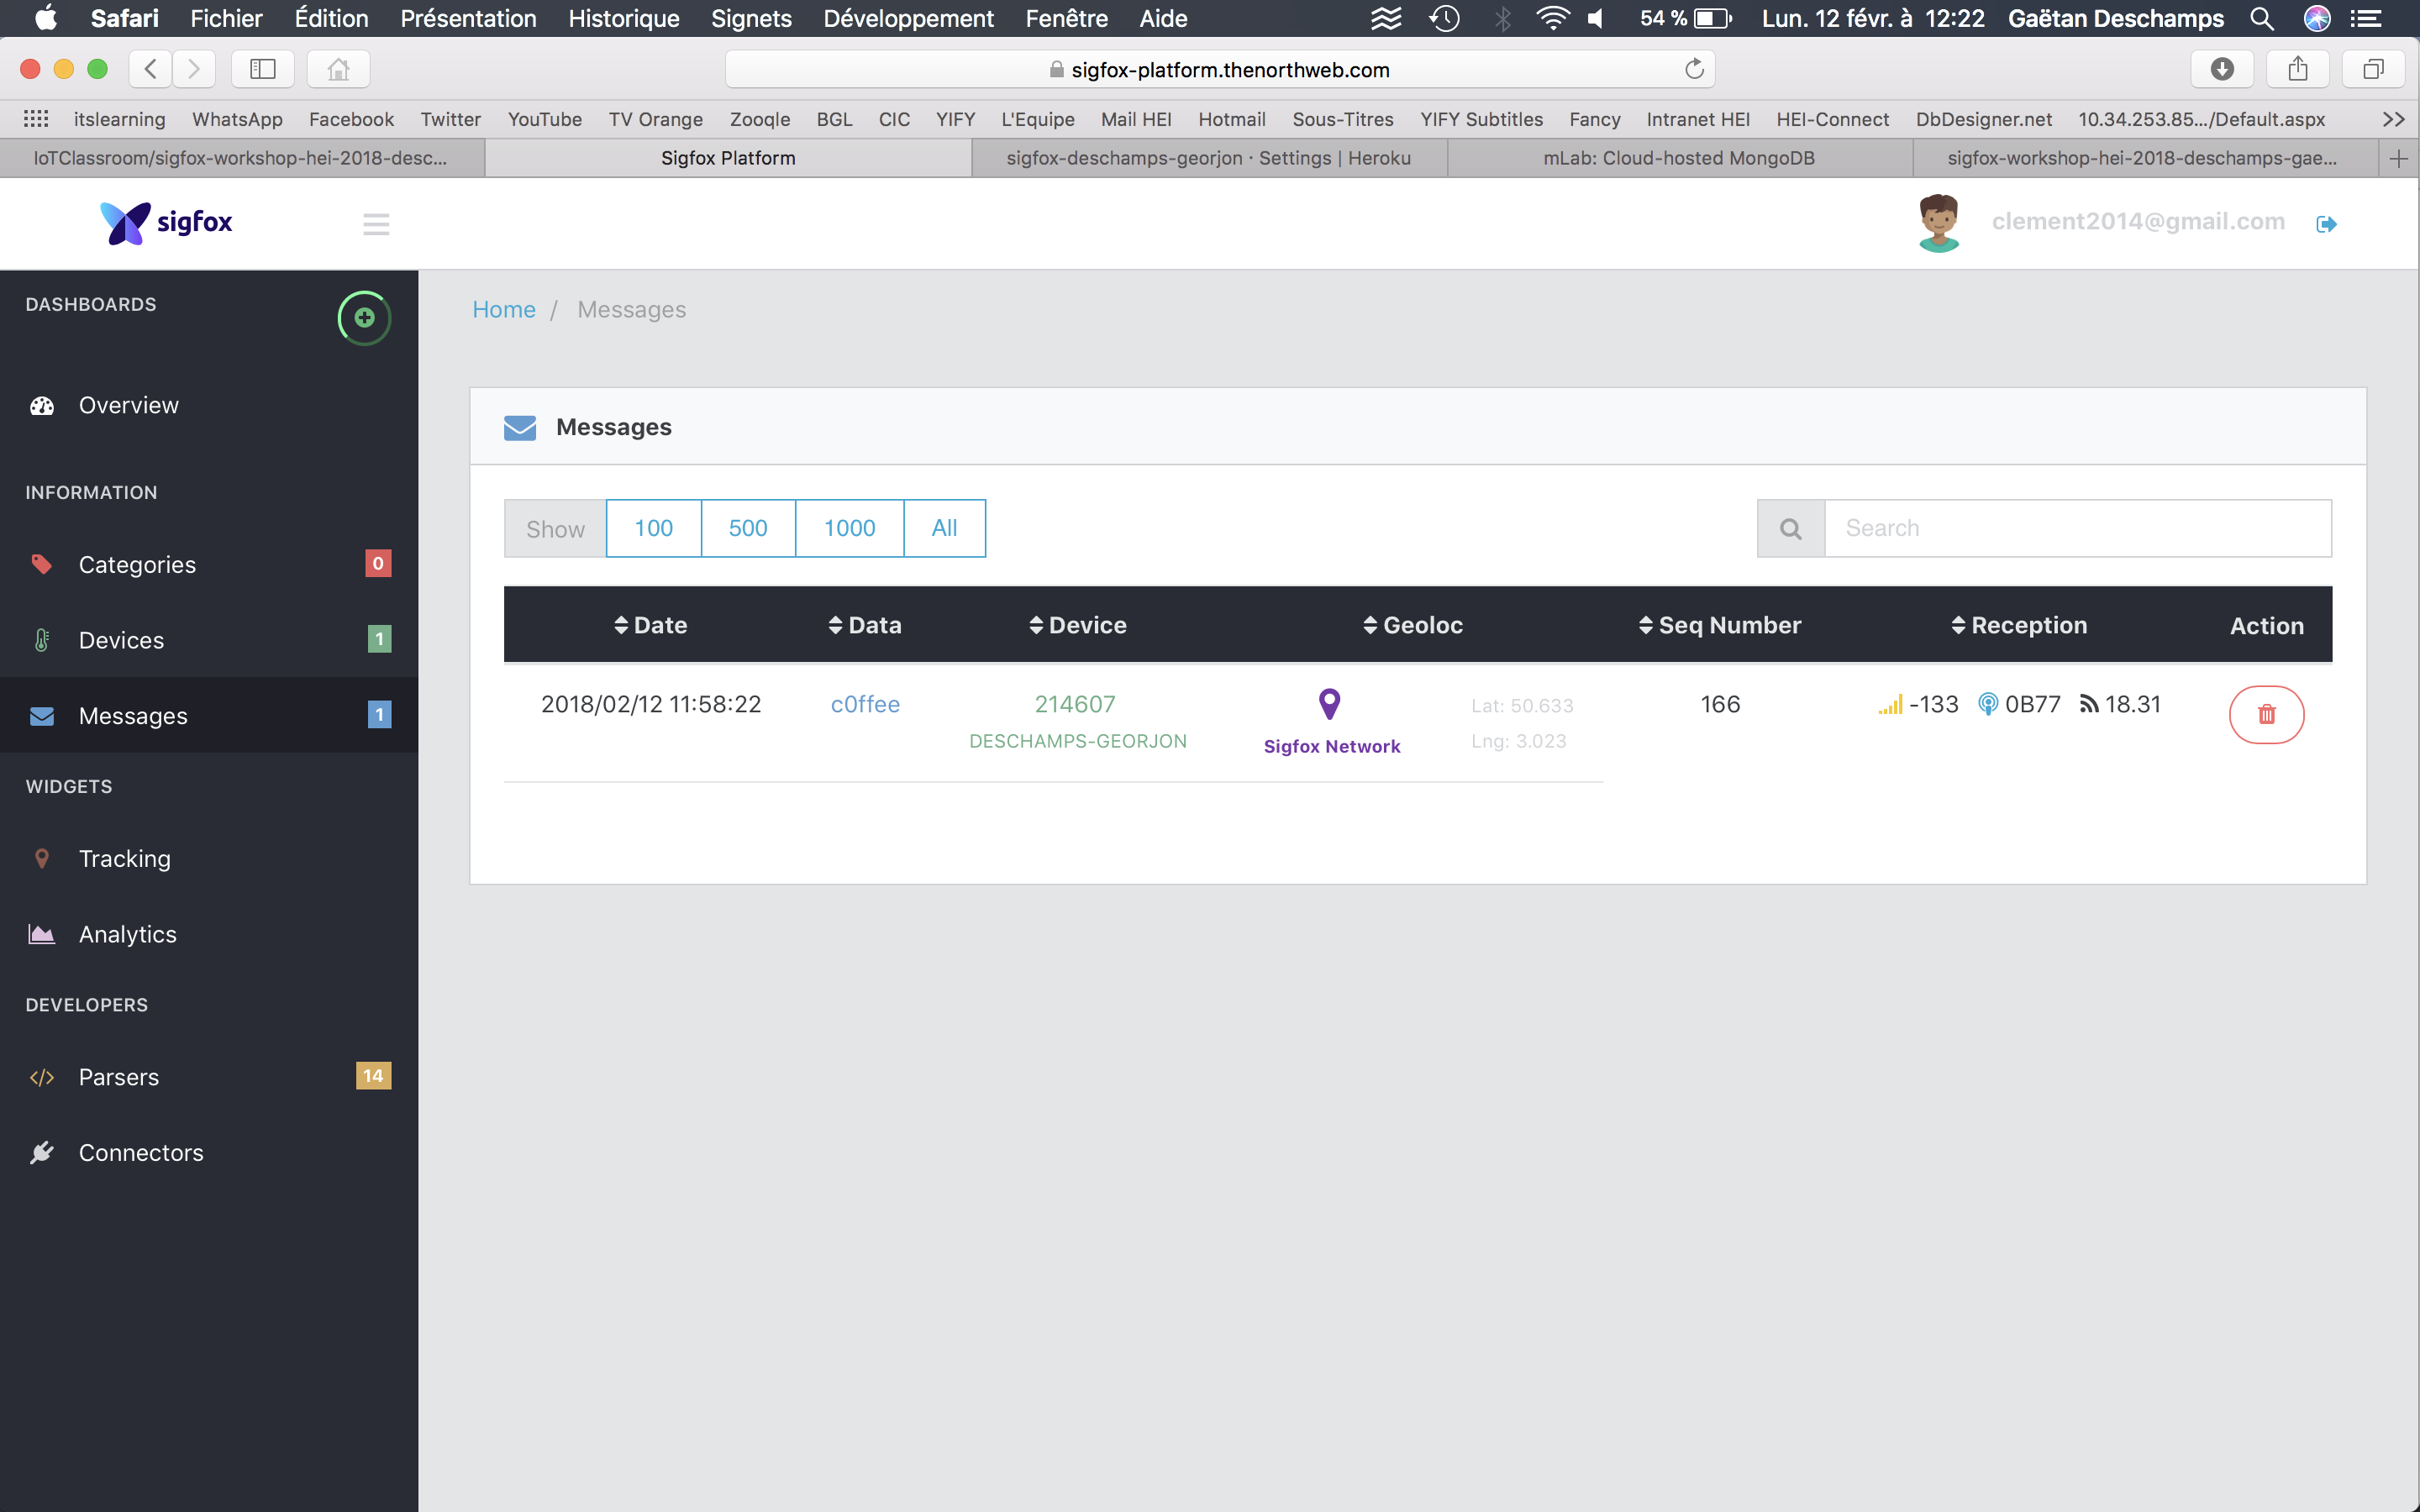 Safari Fichier Édition Présentation Historique Signets Développement Fenêtre Aide 54 % Lun. 12 févr. à 12:22 Gaëtan Deschamps
sigfox-platform.thenorthweb.com
itslearning WhatsApp Facebook Twitter YouTube TV Orange Zooqle BGL CIC YIFY L'Equipe Mail HEI Hotmail Sous-Titres YIFY Subtitles Fancy Intranet HEI HEI-Connect DbDesigner.net 10.34.253.85.../Default.aspx >>
IoTClassroom/sigfox-workshop-hei-2018-desc... Sigfox Platform sigfox-deschamps-georjon · Settings | Heroku mLab: Cloud-hosted MongoDB sigfox-workshop-hei-2018-deschamps-gae... +
sigfox clement2014@gmail.com
DASHBOARDS
Overview
INFORMATION
Categories 0
Devices 1
Messages 1
WIDGETS
Tracking
Analytics
DEVELOPERS
Parsers 14
Connectors
Home / Messages
Messages
Show 100 500 1000 All Search
Date Data Device Geoloc Seq Number Reception Action
2018/02/12 11:58:22 c0ffee 214607 Lat: 50.633 166 -133 0B77 18.31
DESCHAMPS-GEORJON Sigfox Network Lng: 3.023